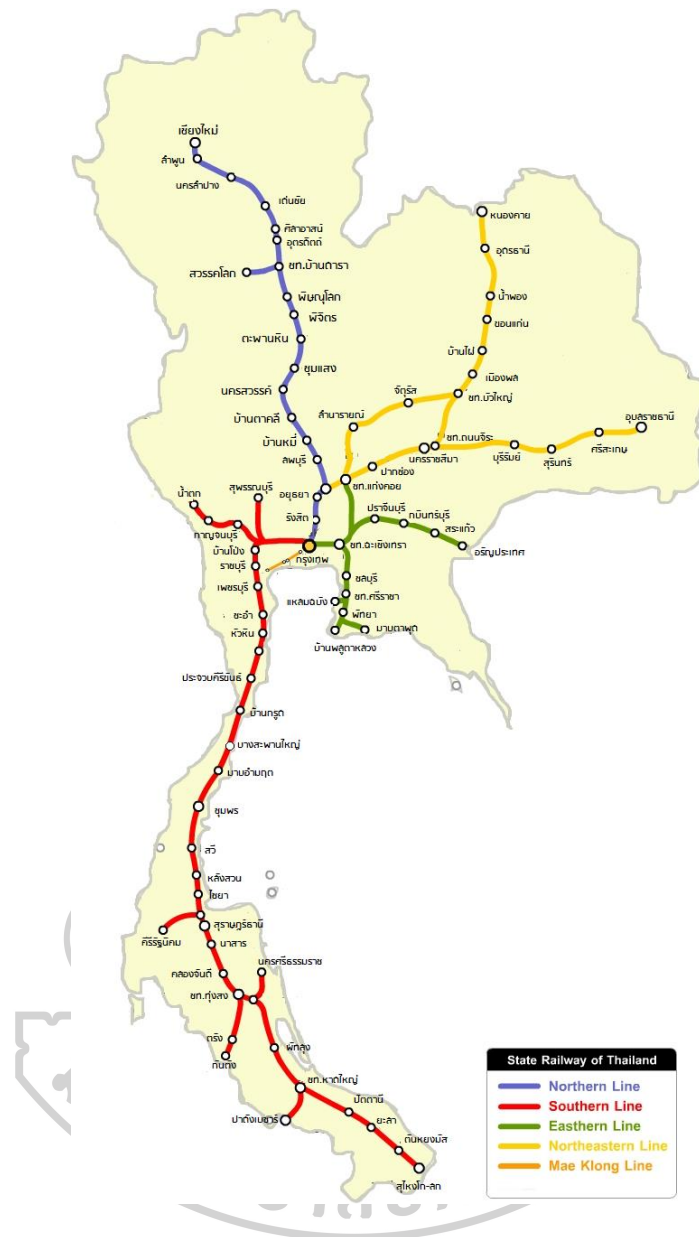 เชียงใหม่
ลำพูน
นครลำปาง
เด่นชัย
ศิลาอาสน์
อุตรดิตถ์
ชท.บ้านดารา
สวรรคโลก
พิษณุโลก
พิจิตร
ตะพานหิน
ชุมแสง
นครสวรรค์
บ้านตาคลี
บ้านหมี่
ลพบุรี
อยุธยา
รังสิต
กรุงเทพ
หนองคาย
อุดรธานี
น้ำพอง
ขอนแก่น
บ้านไผ่
เมืองพล
ชท.บัวใหญ่
จัตุรัส
ลำนารายณ์
ชท.ถนนจิระ
นครราชสีมา
ปากช่อง
ชท.แก่งคอย
บุรีรัมย์
สุรินทร์
ศรีสะเกษ
อุบลราชธานี
ปราจีนบุรี
กบินทร์บุรี
สระแก้ว
อรัญประเทศ
ชท.ฉะเชิงเทรา
ชลบุรี
ชท.ศรีราชา
แหลมฉบัง
พัทยา
มาบตาพุด
บ้านพลูตาหลวง
น้ำตก
สุพรรณบุรี
กาญจนบุรี
บ้านโป่ง
ราชบุรี
เพชรบุรี
ชะอำ
หัวหิน
ประจวบคีรีขันธ์
บ้านกรูด
บางสะพานใหญ่
มาบอำมฤต
ชุมพร
สวี
หลังสวน
ไชยา
สุราษฎร์ธานี
คีรีรัฐนิคม
นาสาร
คลองจันดี
นครศรีธรรมราช
ชท.ทุ่งสง
ตรัง
กันตัง
พัทลุง
ชท.หาดใหญ่
ปาดังเบซาร์
ปัตตานี
ยะลา
ตันหยงมัส
สุไหงโก-ลก
State Railway of Thailand
Northern Line
Southern Line
Easthern Line
Northeastern Line
Mae Klong Line